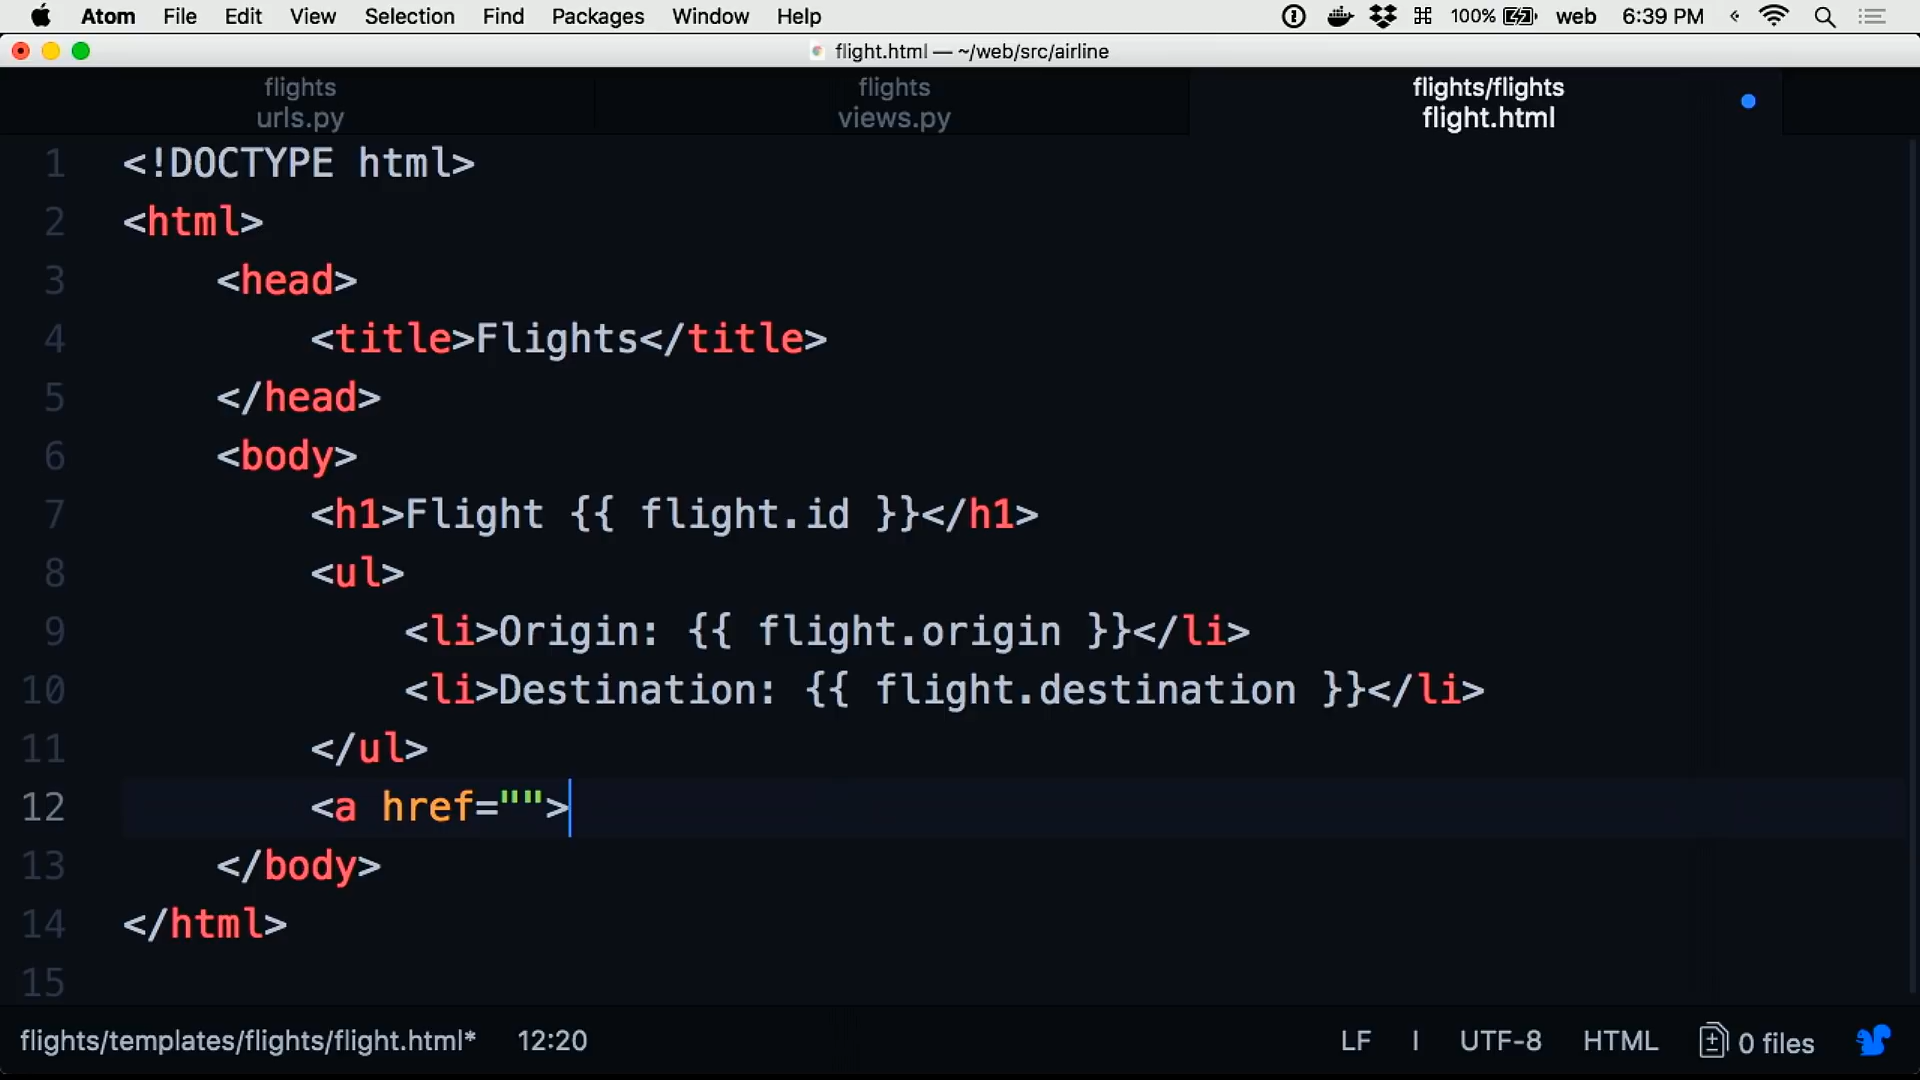 Atom File Edit View Selection Find Packages Window Help 100% web 6:39 PM
flight.html — ~/web/src/airline
flights flights flights/flights
urls.py views.py flight.html
1 <!DOCTYPE html>
2 <html>
3 <head>
4 <title>Flights</title>
5 </head>
6 <body>
7 <h1>Flight {{ flight.id }}</h1>
8 <ul>
9 <li>Origin: {{ flight.origin }}</li>
10 <li>Destination: {{ flight.destination }}</li>
11 </ul>
12 <a href="">
13 </body>
14 </html>
15
flights/templates/flights/flight.html* 12:20 LF I UTF-8 HTML 0 files